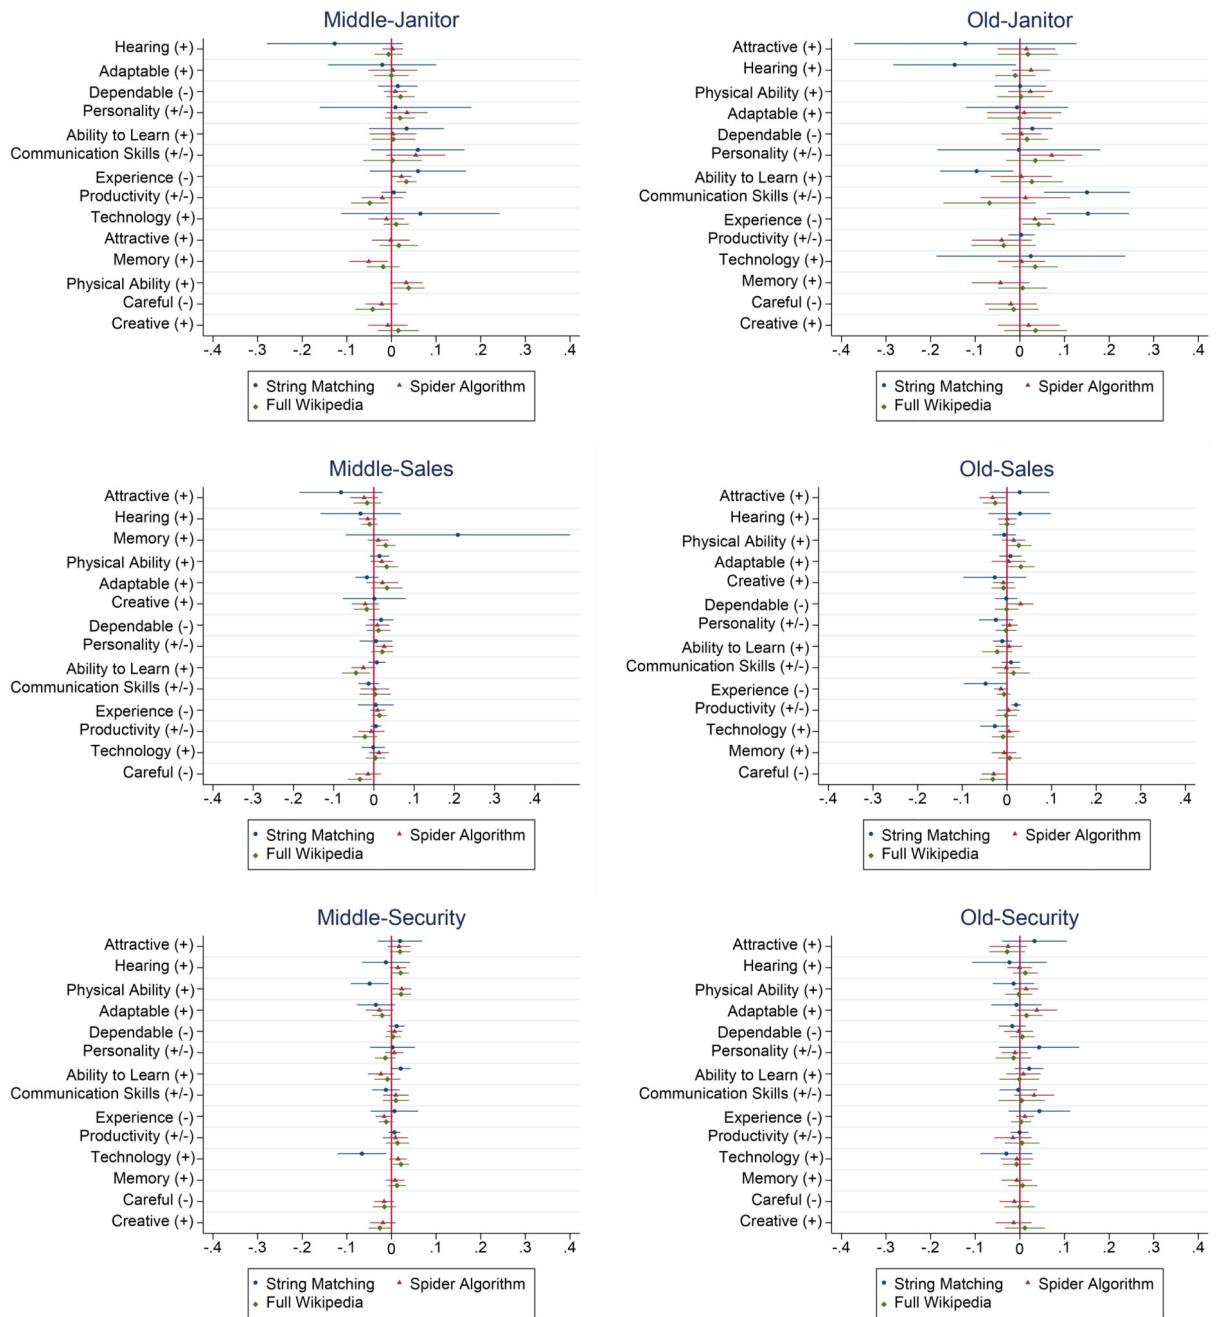 Middle-Janitor
Hearing (+)
Adaptable (+)
Dependable (-)
Personality (+/-)
Ability to Learn (+)
Communication Skills (+/-)
Experience (-)
Productivity (+/-)
Technology (+)
Attractive (+)
Memory (+)
Physical Ability (+)
Careful (-)
Creative (+)
-.4 -.3 -.2 -.1 0 .1 .2 .3 .4
String Matching Spider Algorithm
Full Wikipedia
Old-Janitor
Attractive (+)
Hearing (+)
Physical Ability (+)
Adaptable (+)
Dependable (-)
Personality (+/-)
Ability to Learn (+)
Communication Skills (+/-)
Experience (-)
Productivity (+/-)
Technology (+)
Memory (+)
Careful (-)
Creative (+)
-.4 -.3 -.2 -.1 0 .1 .2 .3 .4
String Matching Spider Algorithm
Full Wikipedia
Middle-Sales
Attractive (+)
Hearing (+)
Memory (+)
Physical Ability (+)
Adaptable (+)
Creative (+)
Dependable (-)
Personality (+/-)
Ability to Learn (+)
Communication Skills (+/-)
Experience (-)
Productivity (+/-)
Technology (+)
Careful (-)
-.4 -.3 -.2 -.1 0 .1 .2 .3 .4
String Matching Spider Algorithm
Full Wikipedia
Old-Sales
Attractive (+)
Hearing (+)
Physical Ability (+)
Adaptable (+)
Creative (+)
Dependable (-)
Personality (+/-)
Ability to Learn (+)
Communication Skills (+/-)
Experience (-)
Productivity (+/-)
Technology (+)
Memory (+)
Careful (-)
-.4 -.3 -.2 -.1 0 .1 .2 .3 .4
String Matching Spider Algorithm
Full Wikipedia
Middle-Security
Attractive (+)
Hearing (+)
Physical Ability (+)
Adaptable (+)
Dependable (-)
Personality (+/-)
Ability to Learn (+)
Communication Skills (+/-)
Experience (-)
Productivity (+/-)
Technology (+)
Memory (+)
Careful (-)
Creative (+)
-.4 -.3 -.2 -.1 0 .1 .2 .3 .4
String Matching Spider Algorithm
Full Wikipedia
Old-Security
Attractive (+)
Hearing (+)
Physical Ability (+)
Adaptable (+)
Dependable (-)
Personality (+/-)
Ability to Learn (+)
Communication Skills (+/-)
Experience (-)
Productivity (+/-)
Technology (+)
Memory (+)
Careful (-)
Creative (+)
-.4 -.3 -.2 -.1 0 .1 .2 .3 .4
String Matching Spider Algorithm
Full Wikipedia